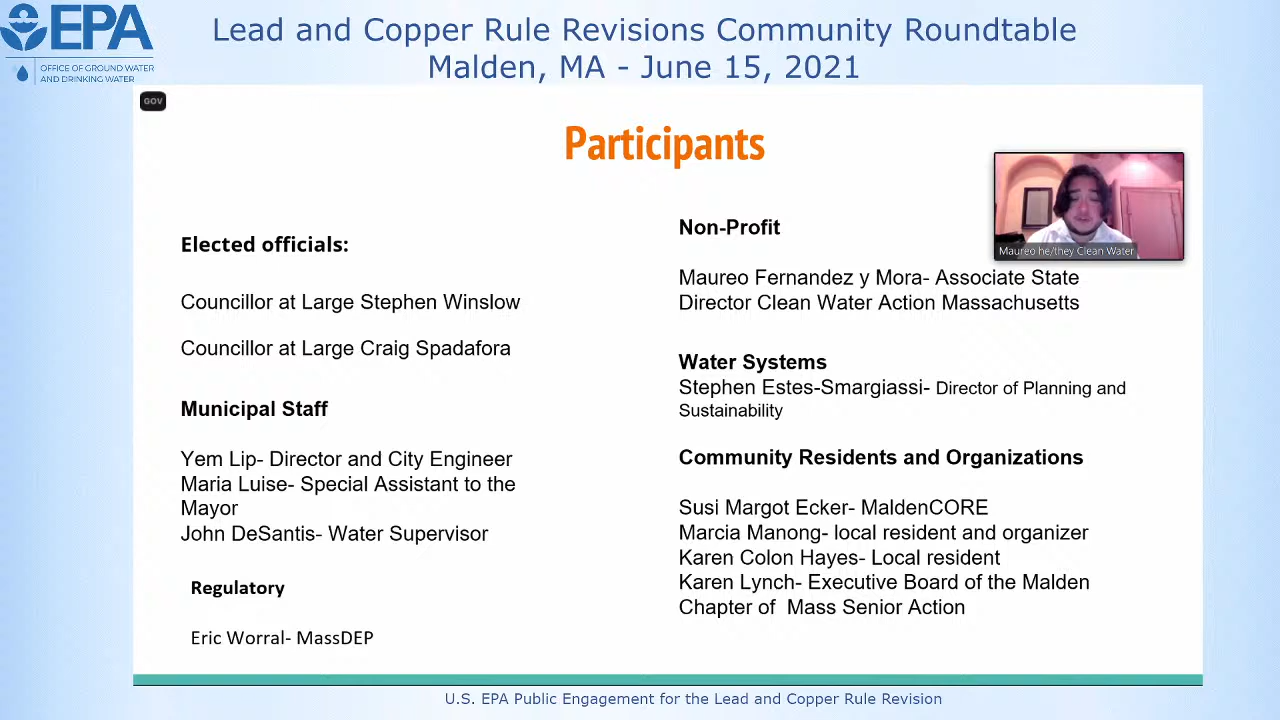 EPA
OFFICE OF GROUND WATER
AND DRINKING WATER
Lead and Copper Rule Revisions Community Roundtable
Malden, MA - June 15, 2021
GOV
Participants
Elected officials:
Councillor at Large Stephen Winslow
Councillor at Large Craig Spadafora
Municipal Staff
Yem Lip- Director and City Engineer
Maria Luise- Special Assistant to the
Mayor
John DeSantis- Water Supervisor
Regulatory
Eric Worral- MassDEP
Non-Profit
Maureo Fernandez y Mora- Associate State
Director Clean Water Action Massachusetts
Water Systems
Stephen Estes-Smargiassi- Director of Planning and
Sustainability
Community Residents and Organizations
Susi Margot Ecker- MaldenCORE
Marcia Manong- local resident and organizer
Karen Colon Hayes- Local resident
Karen Lynch- Executive Board of the Malden
Chapter of  Mass Senior Action
Maureo he/they Clean Water
U.S. EPA Public Engagement for the Lead and Copper Rule Revision